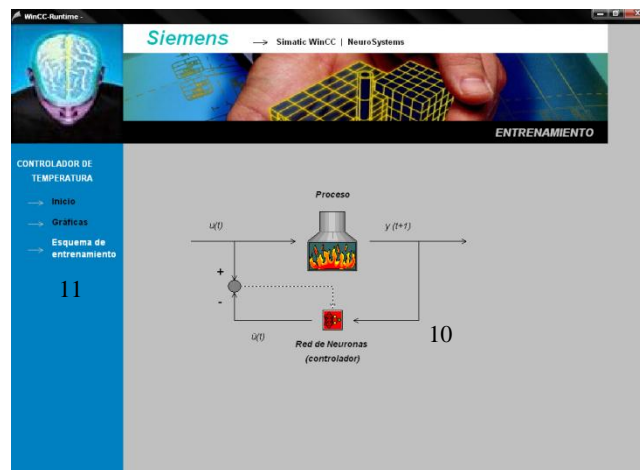 WinCC-Runtime -
Siemens
Simatic WinCC | NeuroSystems
ENTRENAMIENTO
CONTROLADOR DE
TEMPERATURA
Inicio
Gráficas
Esquema de
entrenamiento
11
Proceso
u(t)
y (t+1)
+
-
û(t)
Red de Neuronas
(controlador)
10